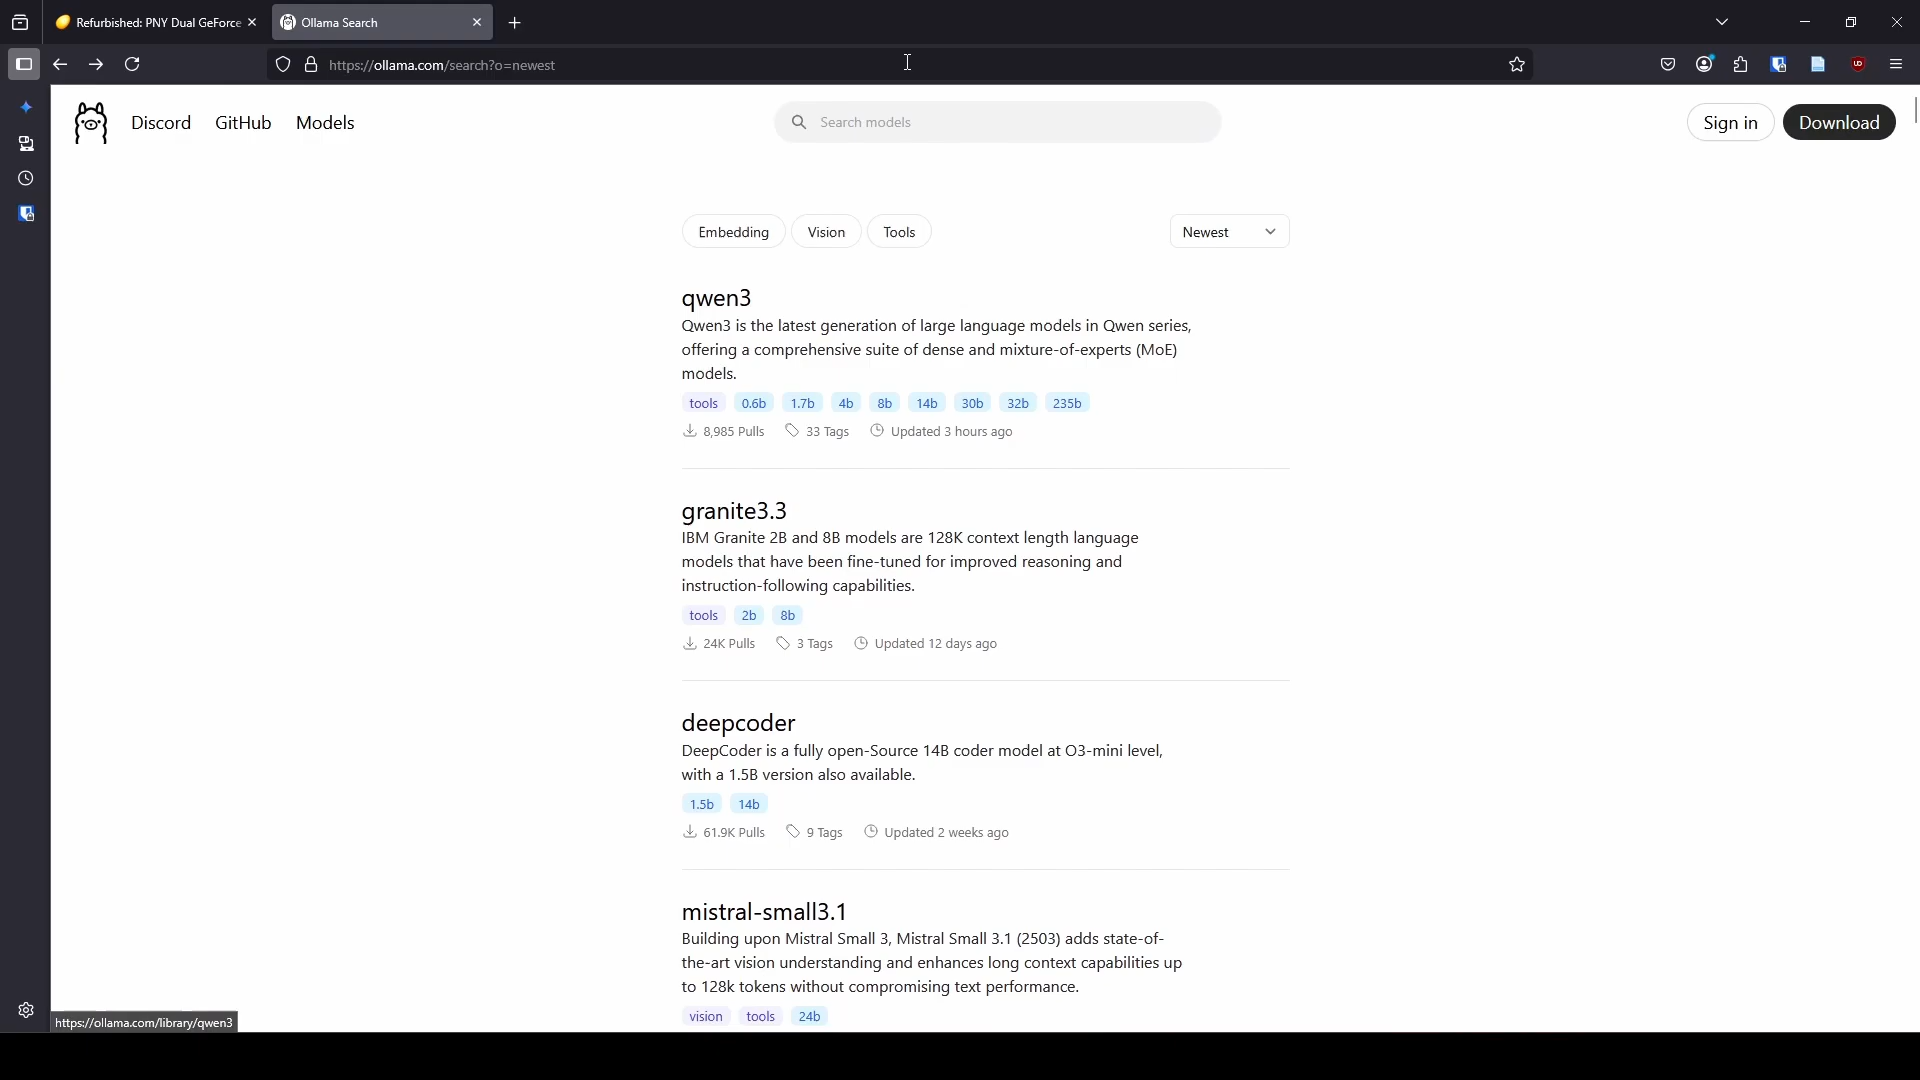 Refurbished: PNY Dual GeForce
Ollama Search
https://ollama.com/search?o=newest
Discord GitHub Models
Search models
Sign in Download
Embedding Vision Tools
Newest
qwen3
Qwen3 is the latest generation of large language models in Qwen series,
offering a comprehensive suite of dense and mixture-of-experts (MoE)
models.
tools 0.6b 1.7b 4b 8b 14b 30b 32b 235b
8,985 Pulls 33 Tags Updated 3 hours ago
granite3.3
IBM Granite 2B and 8B models are 128K context length language
models that have been fine-tuned for improved reasoning and
instruction-following capabilities.
tools 2b 8b
24K Pulls 3 Tags Updated 12 days ago
deepcoder
DeepCoder is a fully open-Source 14B coder model at O3-mini level,
with a 1.5B version also available.
1.5b 14b
61.9K Pulls 9 Tags Updated 2 weeks ago
mistral-small3.1
Building upon Mistral Small 3, Mistral Small 3.1 (2503) adds state-of-
the-art vision understanding and enhances long context capabilities up
to 128k tokens without compromising text performance.
vision tools 24b
https://ollama.com/library/qwen3